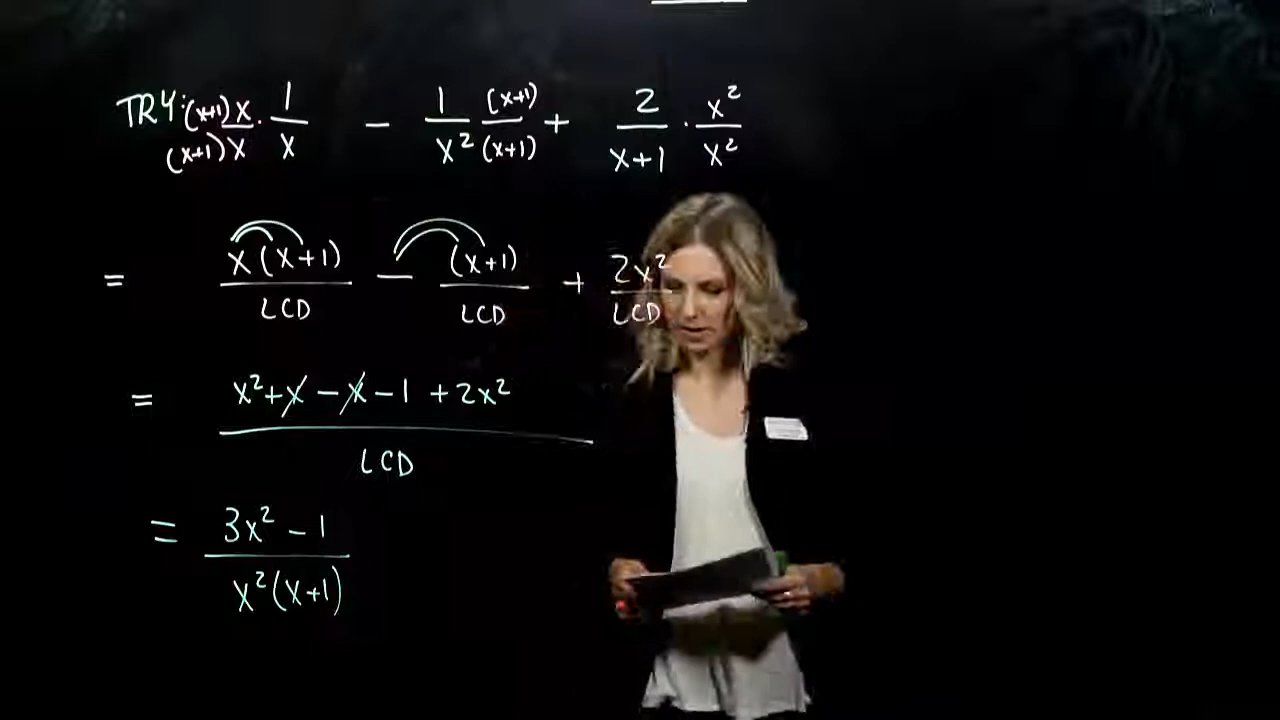 TRY: (x+1)x/(x+1)x · 1/x − 1/x² (x+1)/(x+1) + 2/x+1 · x²/x²
= x(x+1)/LCD − (x+1)/LCD + 2x²/LCD
= x²+x−x−1+2x²/LCD
= 3x²−1/x²(x+1)